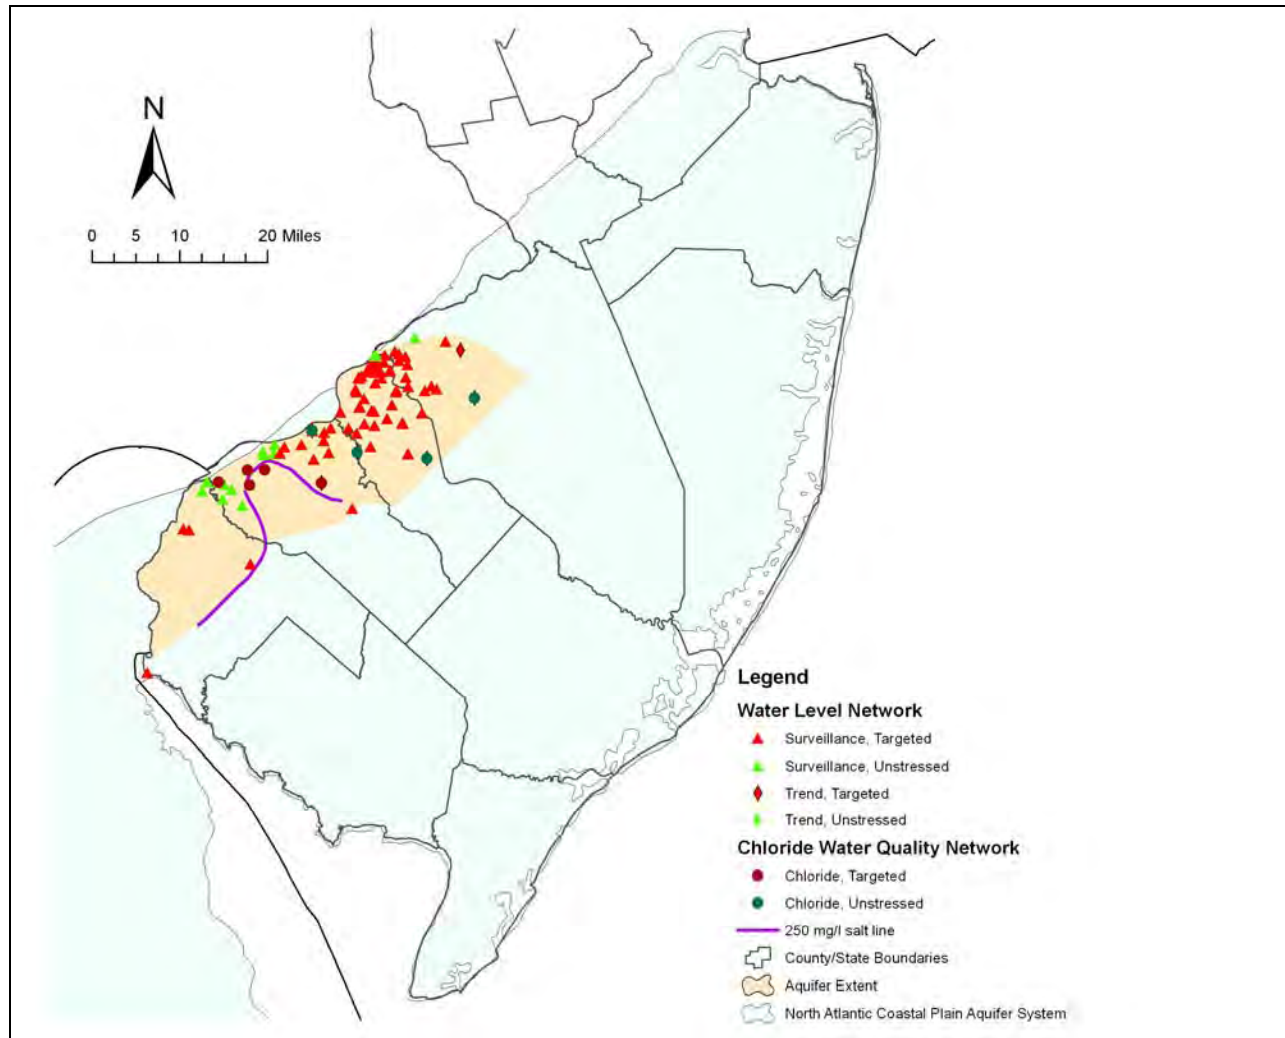 N
0 5 10 20 Miles
Legend
Water Level Network
Surveillance, Targeted
Surveillance, Unstressed
Trend, Targeted
Trend, Unstressed
Chloride Water Quality Network
Chloride, Targeted
Chloride, Unstressed
250 mg/l salt line
County/State Boundaries
Aquifer Extent
North Atlantic Coastal Plain Aquifer System